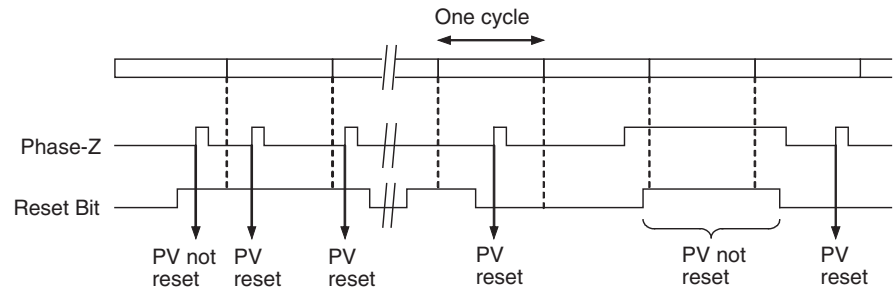 One cycle
Phase-Z
Reset Bit
PV not
reset
PV
reset
PV
reset
PV
reset
PV not
reset
PV
reset